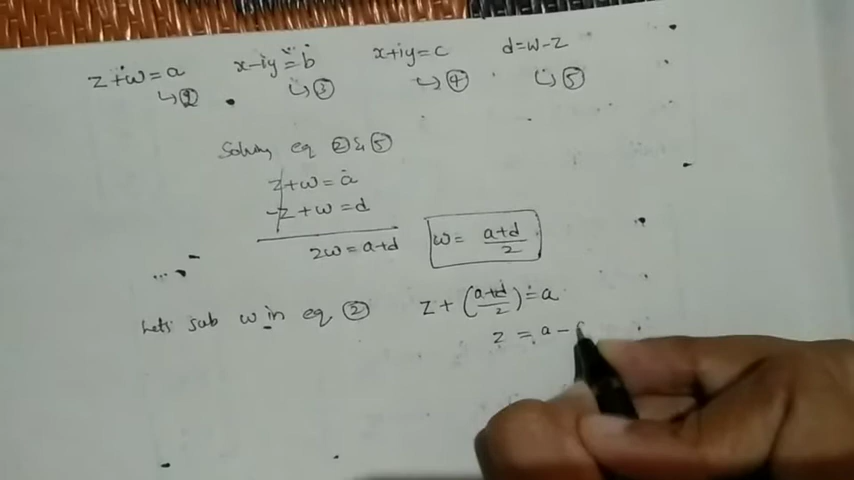 z+w=a x-iy=b x+iy=c d=w-z
↳② ↳③ ↳④ ↳⑤
Solving eq ②&⑤
z+w=a
-z+w=d
2w=a+d w= a+d/2
Lets sub w in eq ② z+(a+d/2)=a
z = a-